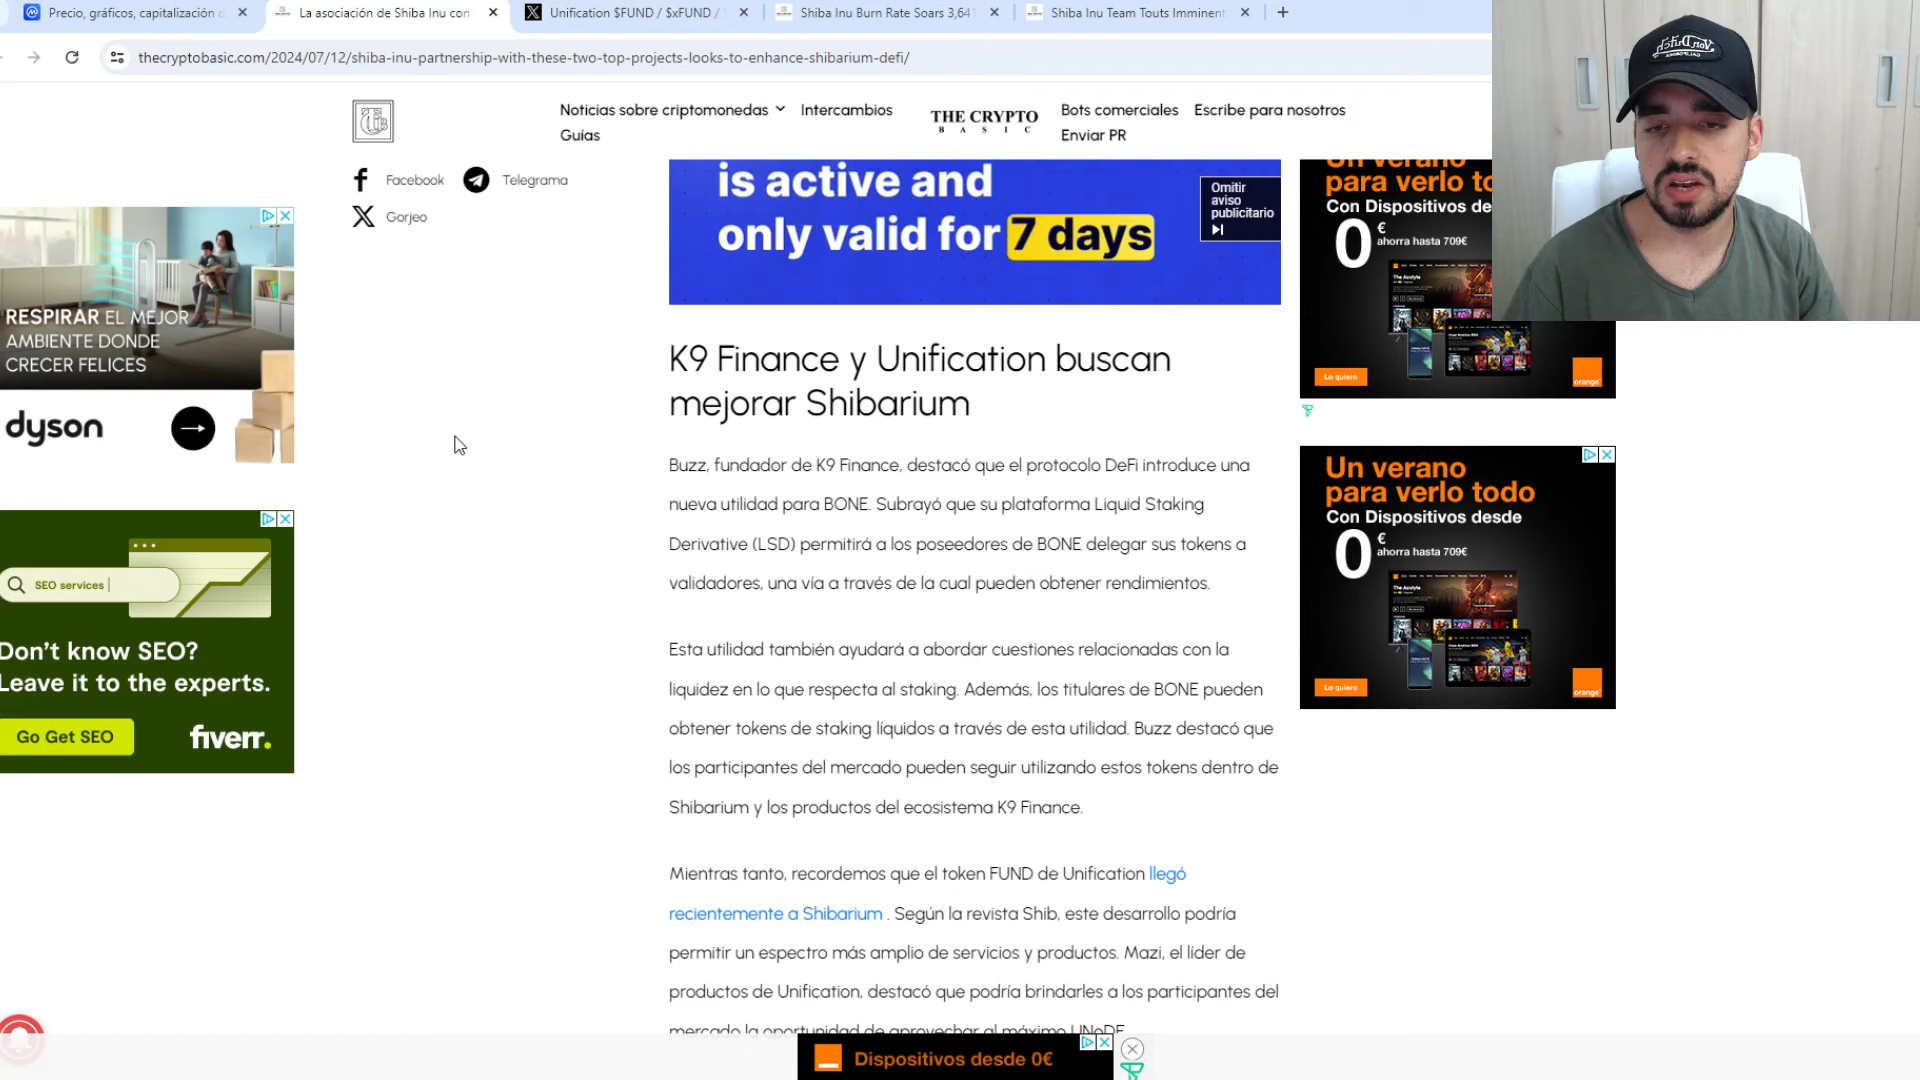 Precio, gráficos, capitalización d
La asociación de Shiba Inu con
Unification $FUND / $xFUND /
Shiba Inu Burn Rate Soars 3,641
Shiba Inu Team Touts Imminent
thecryptobasic.com/2024/07/12/shiba-inu-partnership-with-these-two-top-projects-looks-to-enhance-shibarium-defi/
Noticias sobre criptomonedas
Intercambios
Guías
THE CRYPTO
BASIC
Bots comerciales
Escribe para nosotros
Enviar PR
Facebook
Telegrama
Gorjeo
is active and
only valid for 7 days
Omitir
aviso
publicitario
Un verano
para verlo to
Con Dispositivos de
0€
ahorra hasta 709€
Lo quiero
orange
RESPIRAR EL MEJOR
AMBIENTE DONDE
CRECER FELICES
dyson
SEO services
Don't know SEO?
Leave it to the experts.
Go Get SEO
fiverr.
K9 Finance y Unification buscan
mejorar Shibarium
Buzz, fundador de K9 Finance, destacó que el protocolo DeFi introduce una
nueva utilidad para BONE. Subrayó que su plataforma Liquid Staking
Derivative (LSD) permitirá a los poseedores de BONE delegar sus tokens a
validadores, una vía a través de la cual pueden obtener rendimientos.
Esta utilidad también ayudará a abordar cuestiones relacionadas con la
liquidez en lo que respecta al staking. Además, los titulares de BONE pueden
obtener tokens de staking líquidos a través de esta utilidad. Buzz destacó que
los participantes del mercado pueden seguir utilizando estos tokens dentro de
Shibarium y los productos del ecosistema K9 Finance.
Mientras tanto, recordemos que el token FUND de Unification llegó
recientemente a Shibarium . Según la revista Shib, este desarrollo podría
permitir un espectro más amplio de servicios y productos. Mazi, el líder de
productos de Unification, destacó que podría brindarles a los participantes del
mercado la oportunidad de aprovechar al máximo UNoDE
Un verano
para verlo todo
Con Dispositivos desde
0€
ahorra hasta 709€
Lo quiero
orange
Dispositivos desde 0€